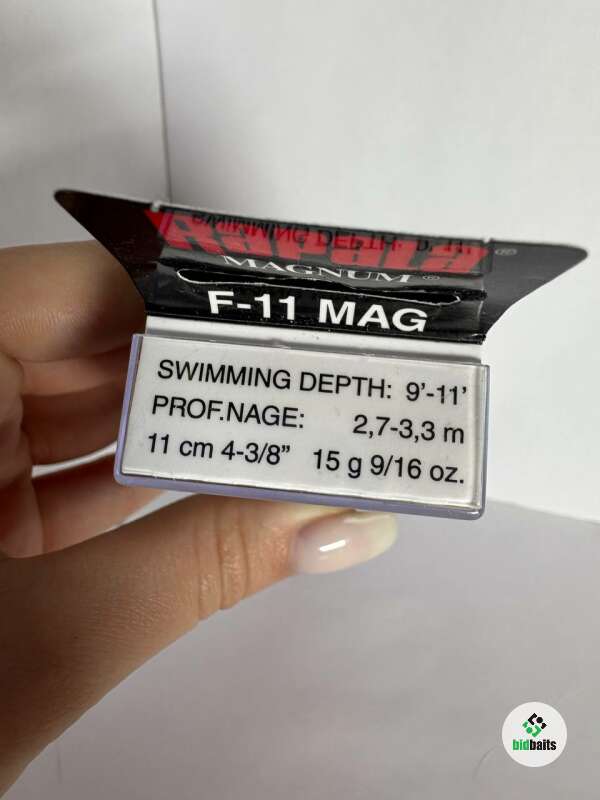 Rapala®
MAGNUM®
F-11 MAG
SWIMMING DEPTH: 9’-11’
PROF.NAGE: 2,7-3,3 m
11 cm 4-3/8” 15 g 9/16 oz.
bidbaits